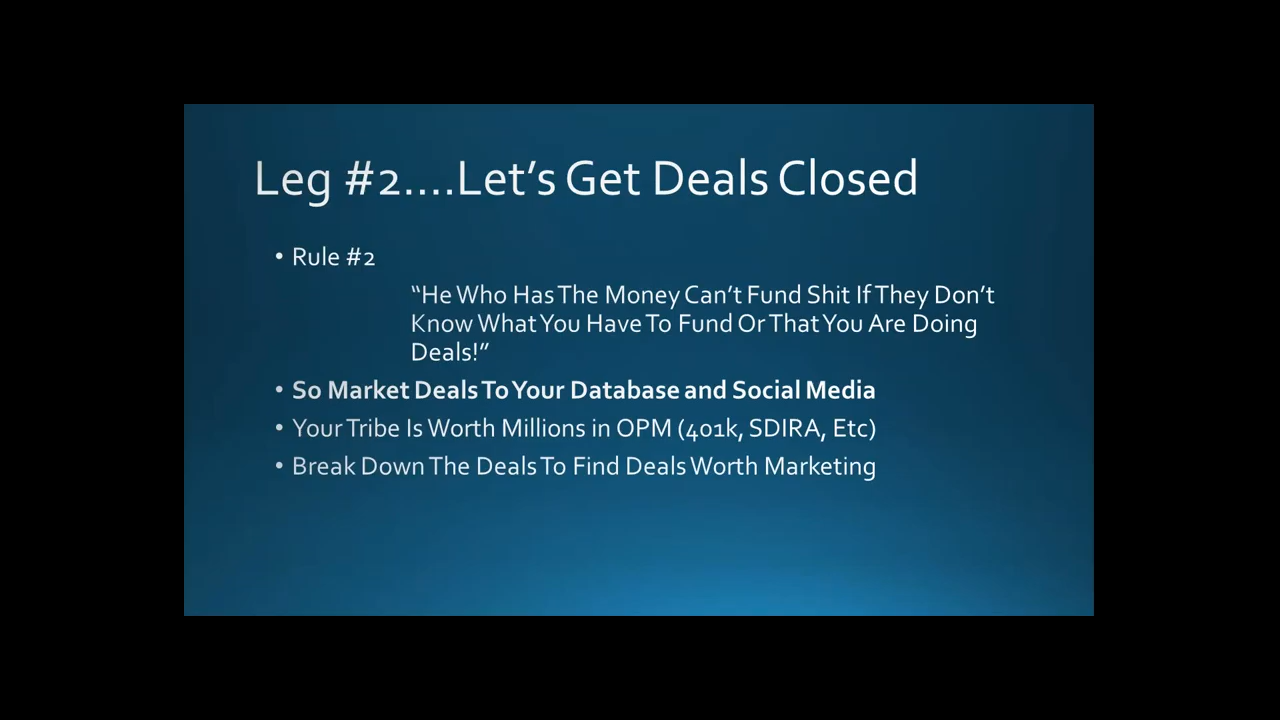 Leg #2....Let's Get Deals Closed
• Rule #2
“He Who Has The Money Can't Fund Shit If They Don't
Know What You Have To Fund Or That You Are Doing
Deals!”
• So Market Deals To Your Database and Social Media
• Your Tribe Is Worth Millions in OPM (401k, SDIRA, Etc)
• Break Down The Deals To Find Deals Worth Marketing